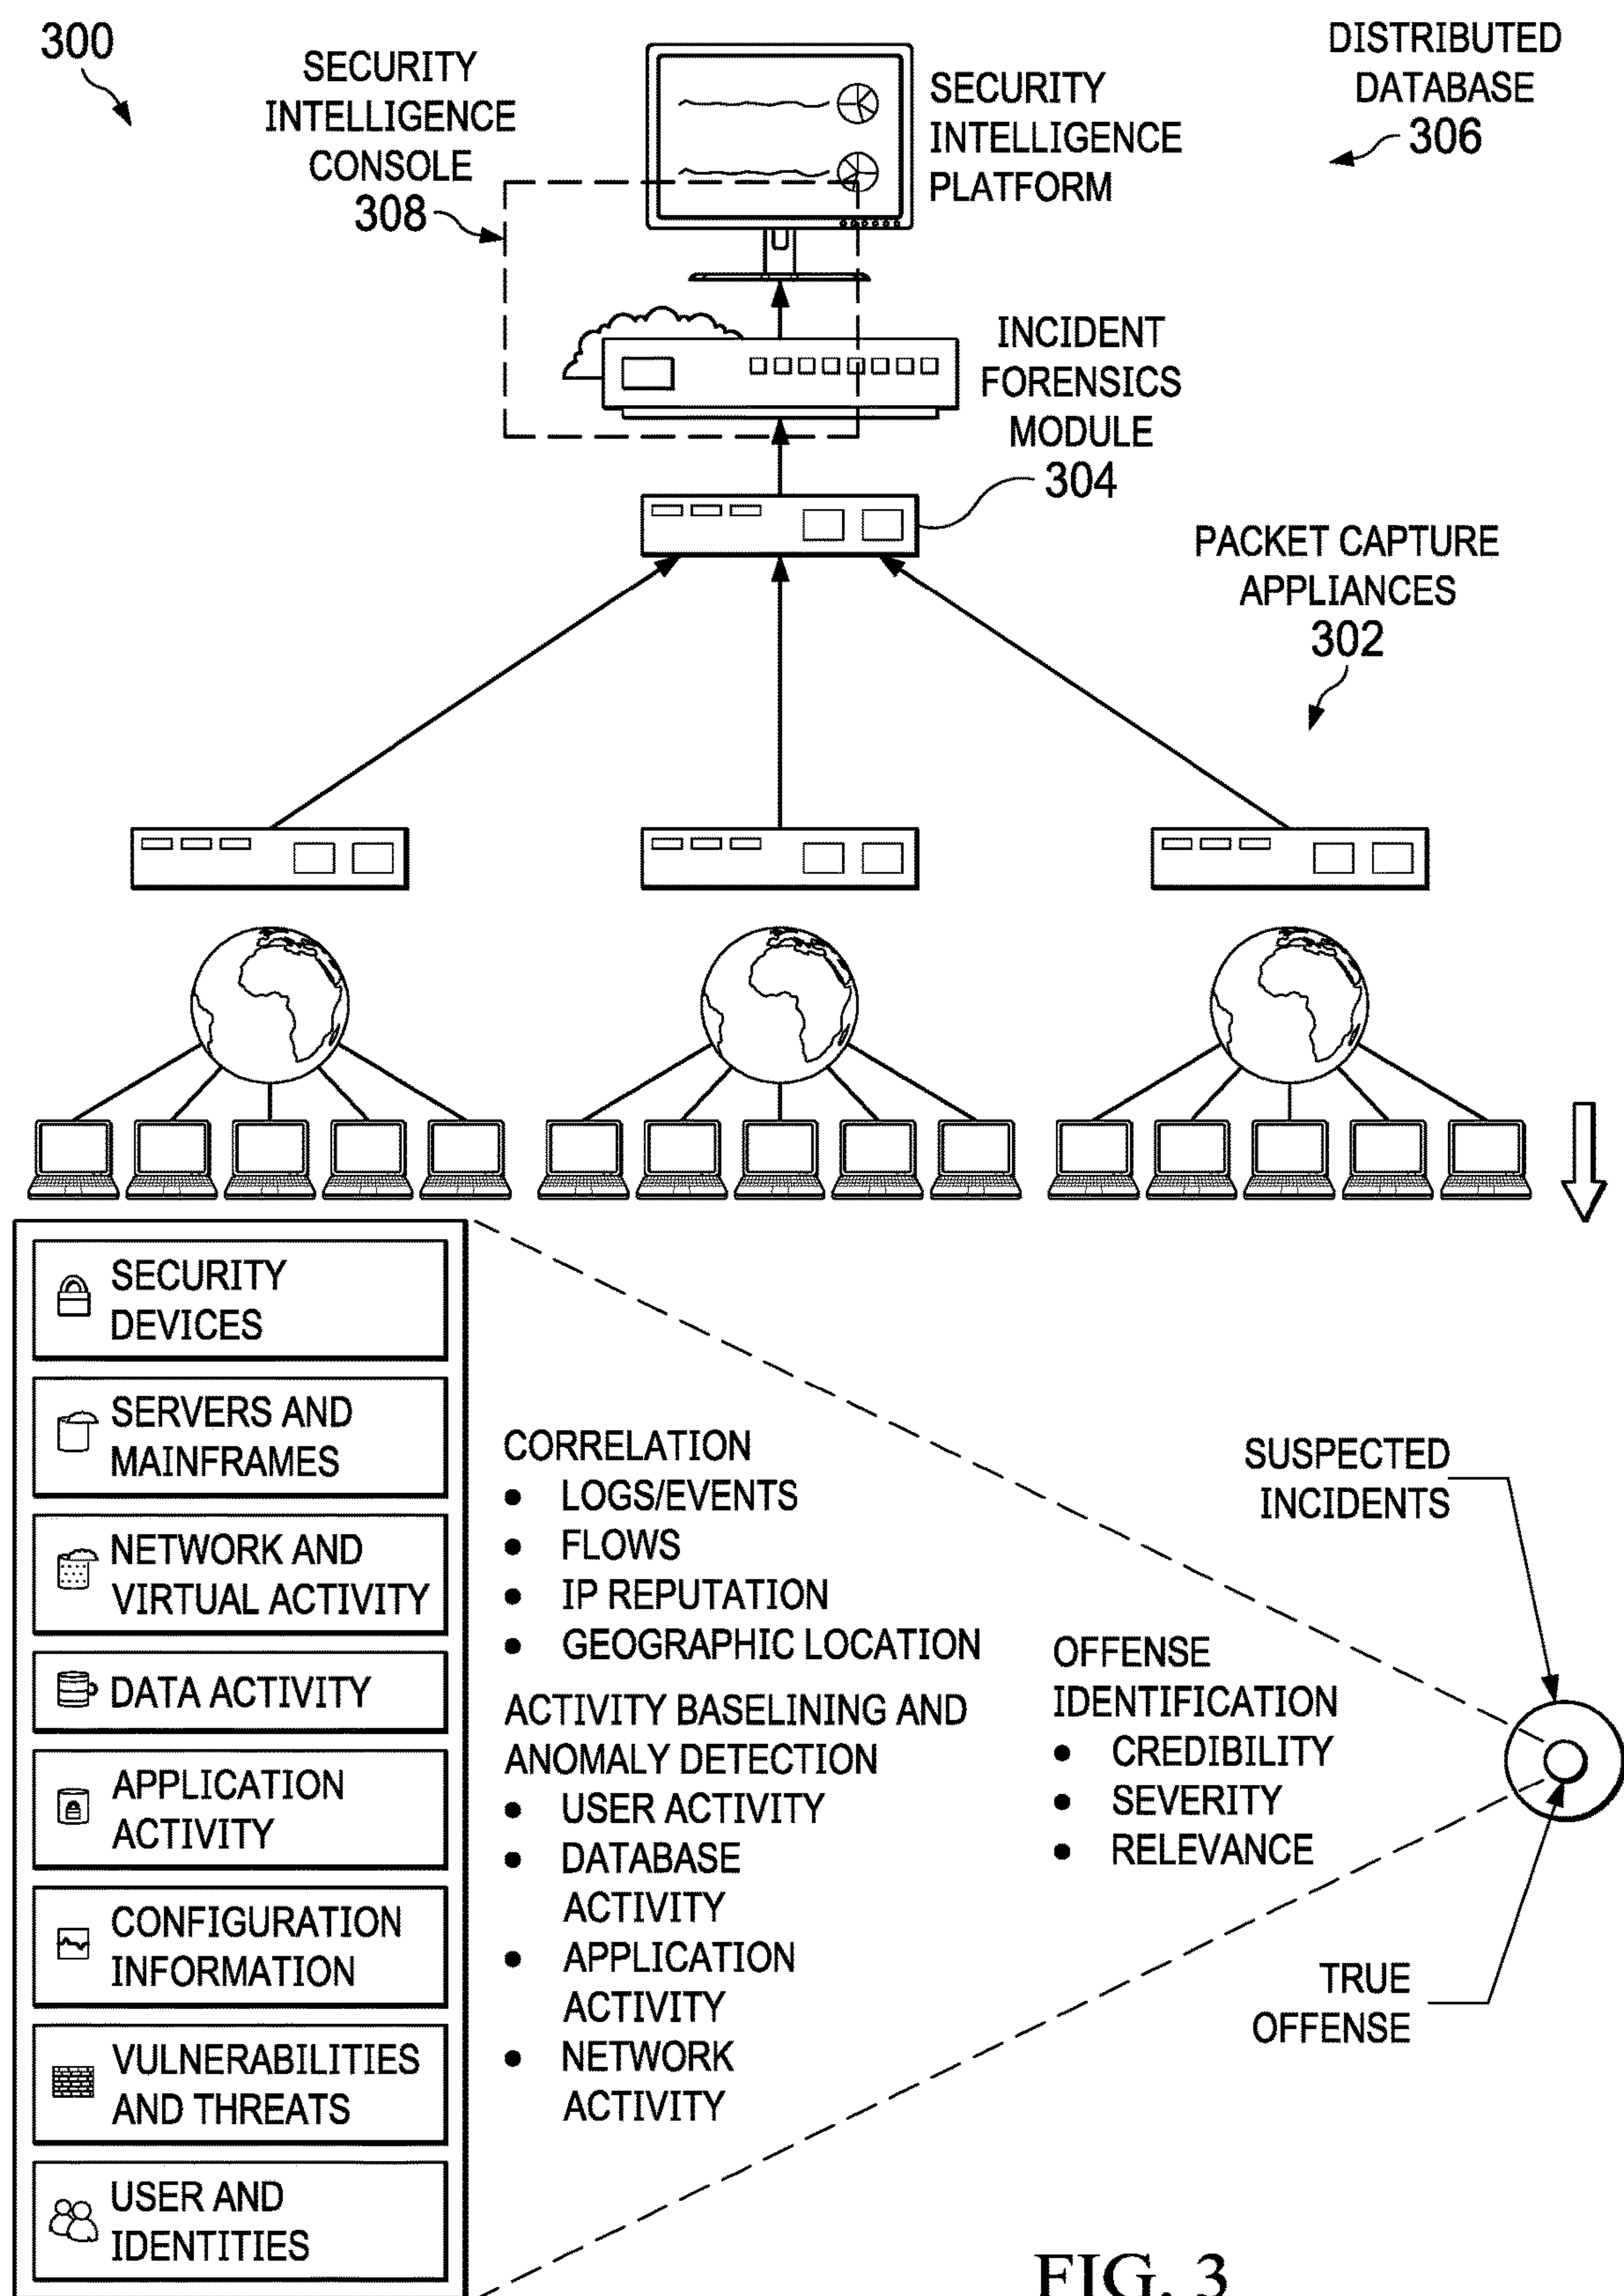 300
SECURITY
INTELLIGENCE
CONSOLE
308
SECURITY
INTELLIGENCE
PLATFORM
DISTRIBUTED
DATABASE
306
INCIDENT
FORENSICS
MODULE
304
PACKET CAPTURE
APPLIANCES
302
SECURITY
DEVICES
SERVERS AND
MAINFRAMES
NETWORK AND
VIRTUAL ACTIVITY
DATA ACTIVITY
APPLICATION
ACTIVITY
CONFIGURATION
INFORMATION
VULNERABILITIES
AND THREATS
USER AND
IDENTITIES
CORRELATION
• LOGS/EVENTS
• FLOWS
• IP REPUTATION
• GEOGRAPHIC LOCATION
ACTIVITY BASELINING AND
ANOMALY DETECTION
• USER ACTIVITY
• DATABASE
ACTIVITY
• APPLICATION
ACTIVITY
• NETWORK
ACTIVITY
OFFENSE
IDENTIFICATION
• CREDIBILITY
• SEVERITY
• RELEVANCE
SUSPECTED
INCIDENTS
TRUE
OFFENSE
FIG. 3